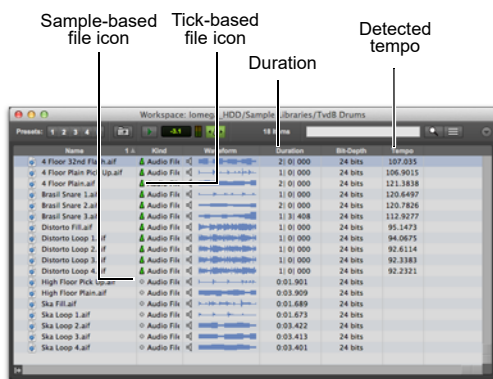 Sample-based file icon
Tick-based file icon
Duration
Detected tempo
Workspace: Iomega_HDD/Sample Libraries/TvdB Drums
Presets: 1 2 3 4 -3.1 18 items
Name 1 Kind Waveform Duration Bit-Depth Tempo
4 Floor 32nd Flash.aif Audio File 2| 0| 000 24 bits 107.035
4 Floor Plain Pick Up.aif Audio File 1| 0| 000 24 bits 106.9015
4 Floor Plain.aif Audio File 2| 0| 000 24 bits 121.3838
Brasil Snare 1.aif Audio File 1| 0| 000 24 bits 120.6497
Brasil Snare 2.aif Audio File 2| 0| 000 24 bits 120.7826
Brasil Snare 3.aif Audio File 1| 3| 408 24 bits 112.9277
Distorto Fill.aif Audio File 1| 0| 000 24 bits 95.1473
Distorto Loop 1.aif Audio File 1| 0| 000 24 bits 94.0675
Distorto Loop 2.aif Audio File 1| 0| 000 24 bits 92.6114
Distorto Loop 3.aif Audio File 1| 0| 000 24 bits 92.3383
Distorto Loop 4.aif Audio File 1| 0| 000 24 bits 92.2321
High Floor Pick Up.aif Audio File 0:01.901 24 bits
High Floor Plain.aif Audio File 0:03.909 24 bits
Ska Fill.aif Audio File 0:01.689 24 bits
Ska Loop 1.aif Audio File 0:01.673 24 bits
Ska Loop 2.aif Audio File 0:03.422 24 bits
Ska Loop 3.aif Audio File 0:03.413 24 bits
Ska Loop 4.aif Audio File 0:03.401 24 bits